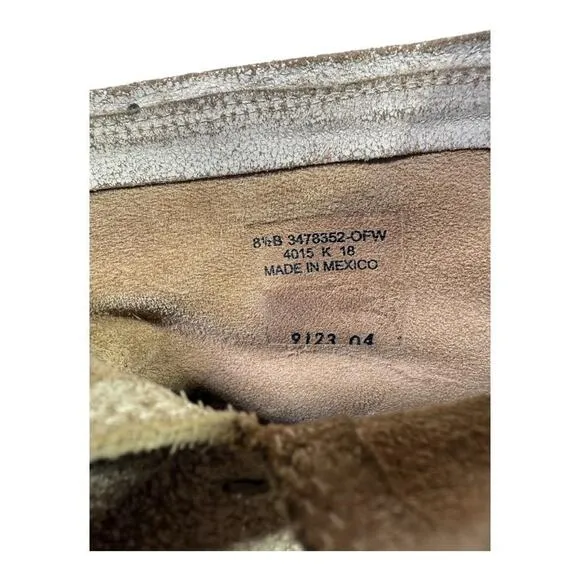 8½B 3478352-OFW
4015 K 18
MADE IN MEXICO
9123 04